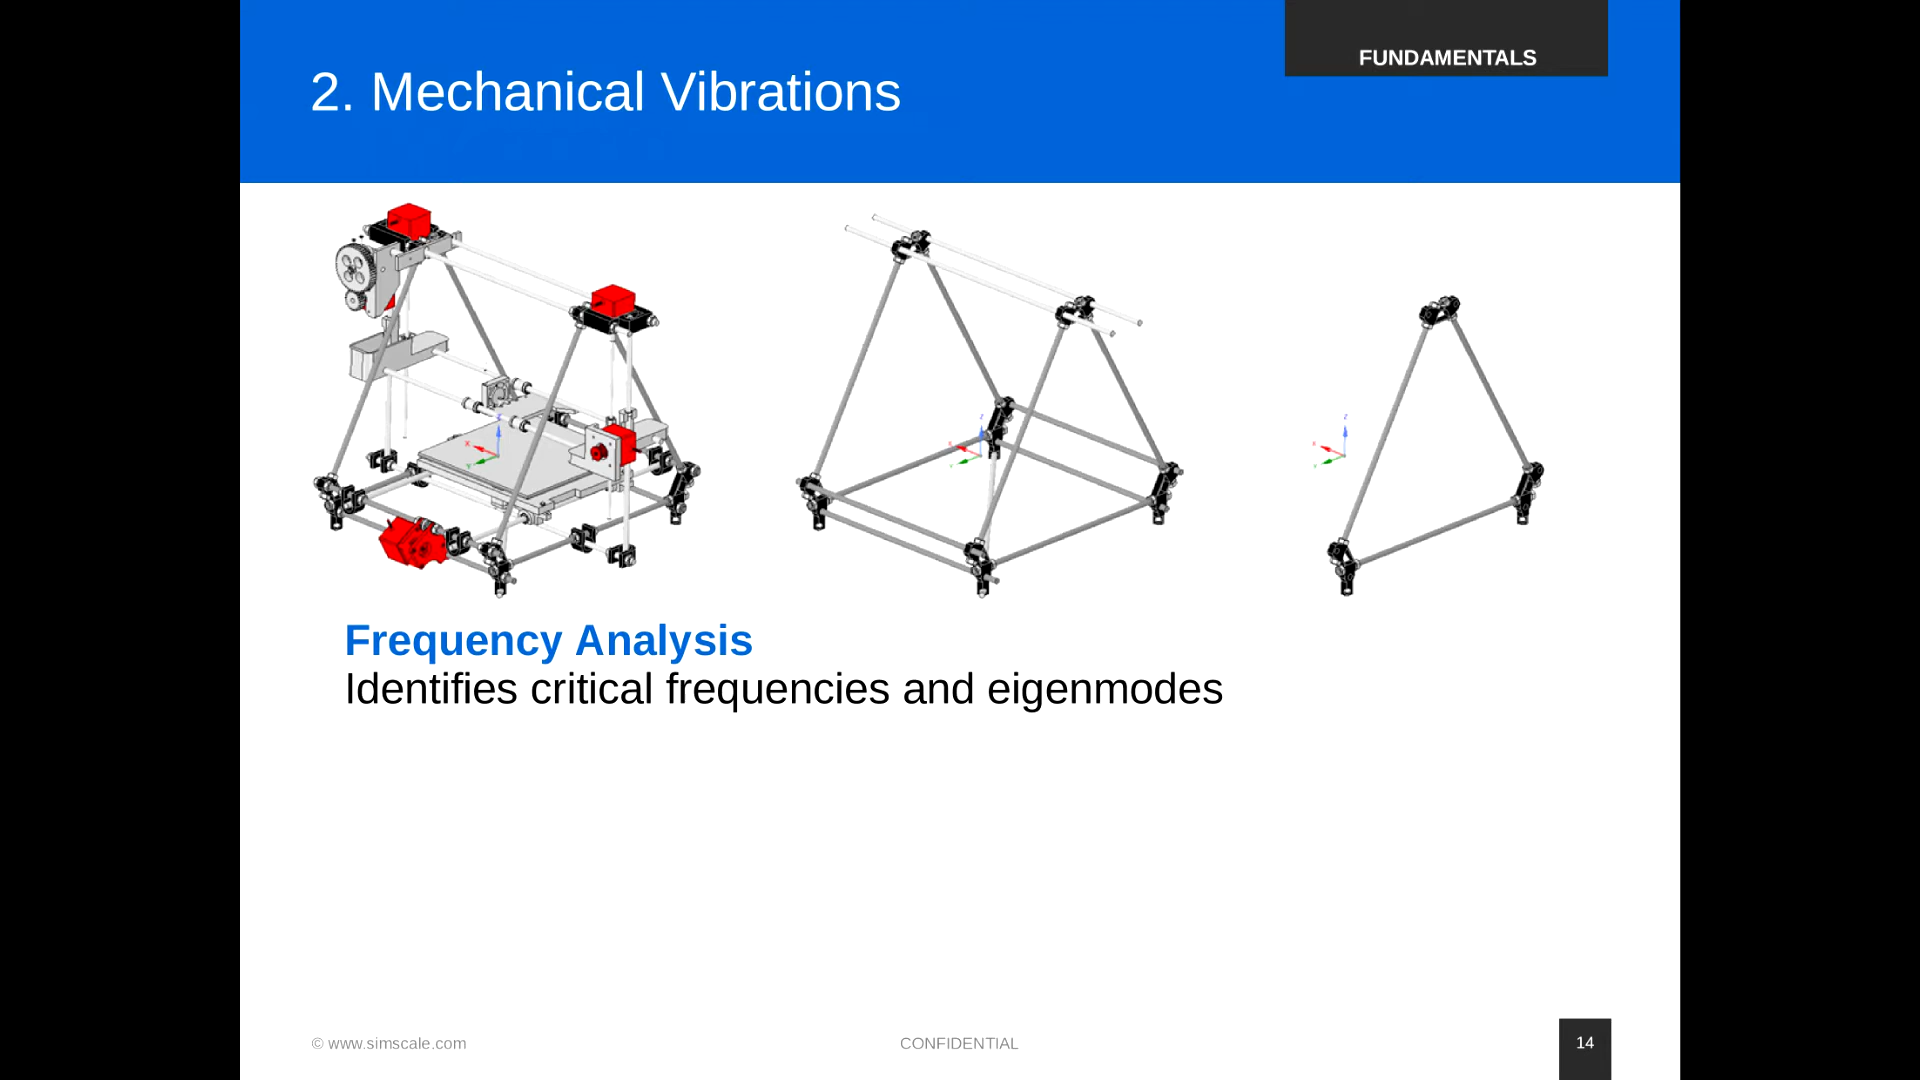 FUNDAMENTALS
2. Mechanical Vibrations
Frequency Analysis
Identifies critical frequencies and eigenmodes
© www.simscale.com
CONFIDENTIAL
14